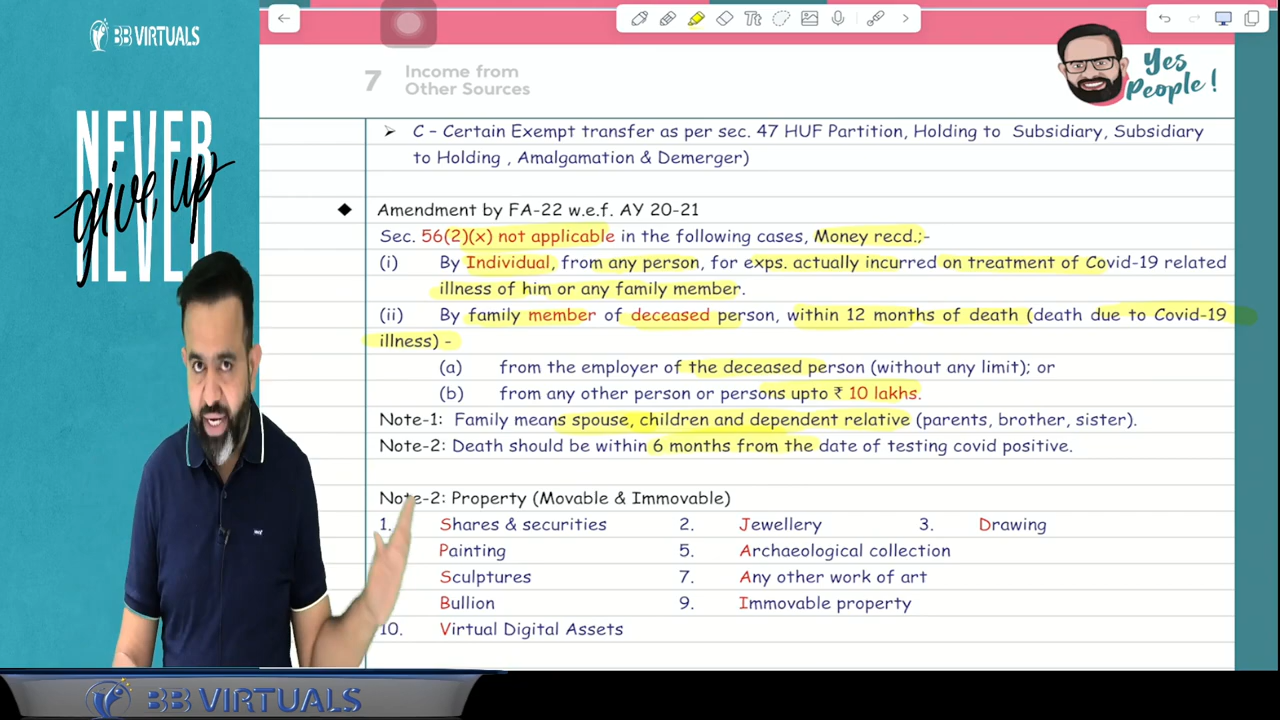 BB VIRTUALS
NEVER
give up
NEVER
Tt
7
Income from
Other Sources
Yes
People !
➢ C – Certain Exempt transfer as per sec. 47 HUF Partition, Holding to Subsidiary, Subsidiary
to Holding , Amalgamation & Demerger)
◆ Amendment by FA-22 w.e.f. AY 20-21
Sec. 56(2)(x) not applicable in the following cases, Money recd.;-
(i) By Individual, from any person, for exps. actually incurred on treatment of Covid-19 related
illness of him or any family member.
(ii) By family member of deceased person, within 12 months of death (death due to Covid-19
illness) -
(a) from the employer of the deceased person (without any limit); or
(b) from any other person or persons upto ₹ 10 lakhs.
Note-1: Family means spouse, children and dependent relative (parents, brother, sister).
Note-2: Death should be within 6 months from the date of testing covid positive.
Note-2: Property (Movable & Immovable)
1. Shares & securities 2. Jewellery 3. Drawing
Painting 5. Archaeological collection
Sculptures 7. Any other work of art
Bullion 9. Immovable property
10. Virtual Digital Assets
BB VIRTUALS